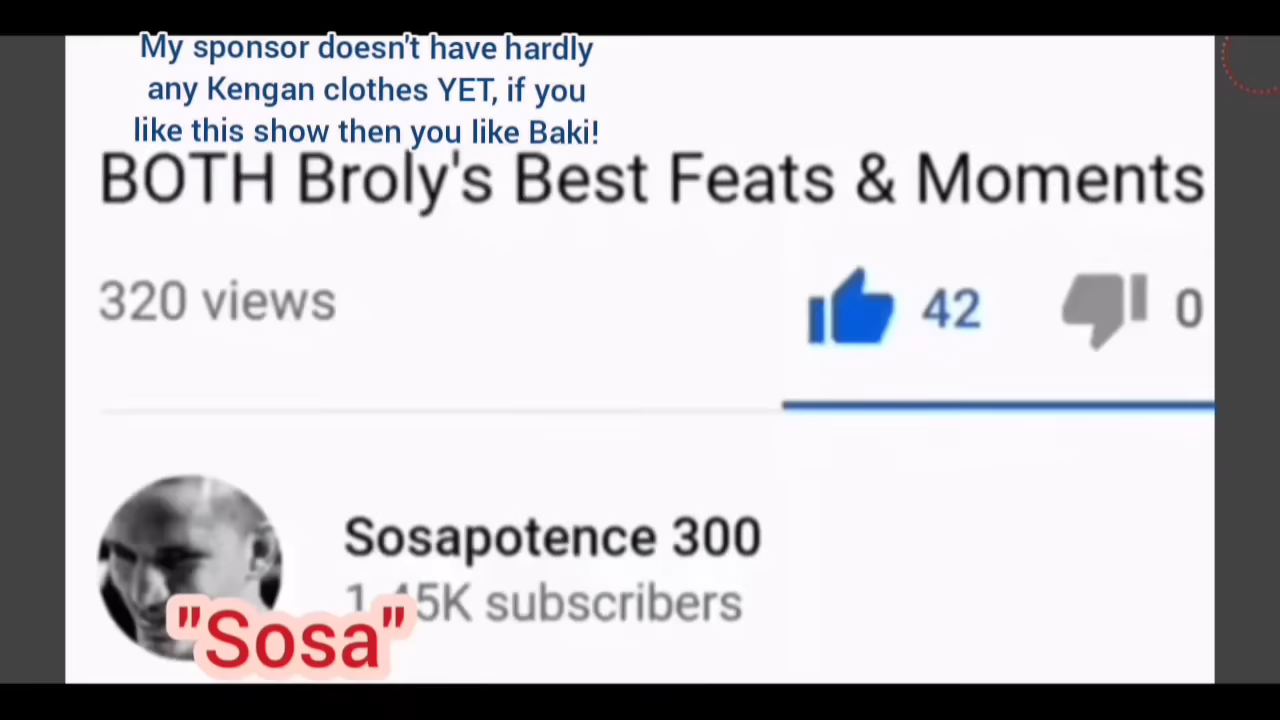 My sponsor doesn't have hardly
any Kengan clothes YET, if you
like this show then you like Baki!
BOTH Broly's Best Feats & Moments
320 views
42
0
Sosapotence 300
1.45K subscribers
"Sosa"